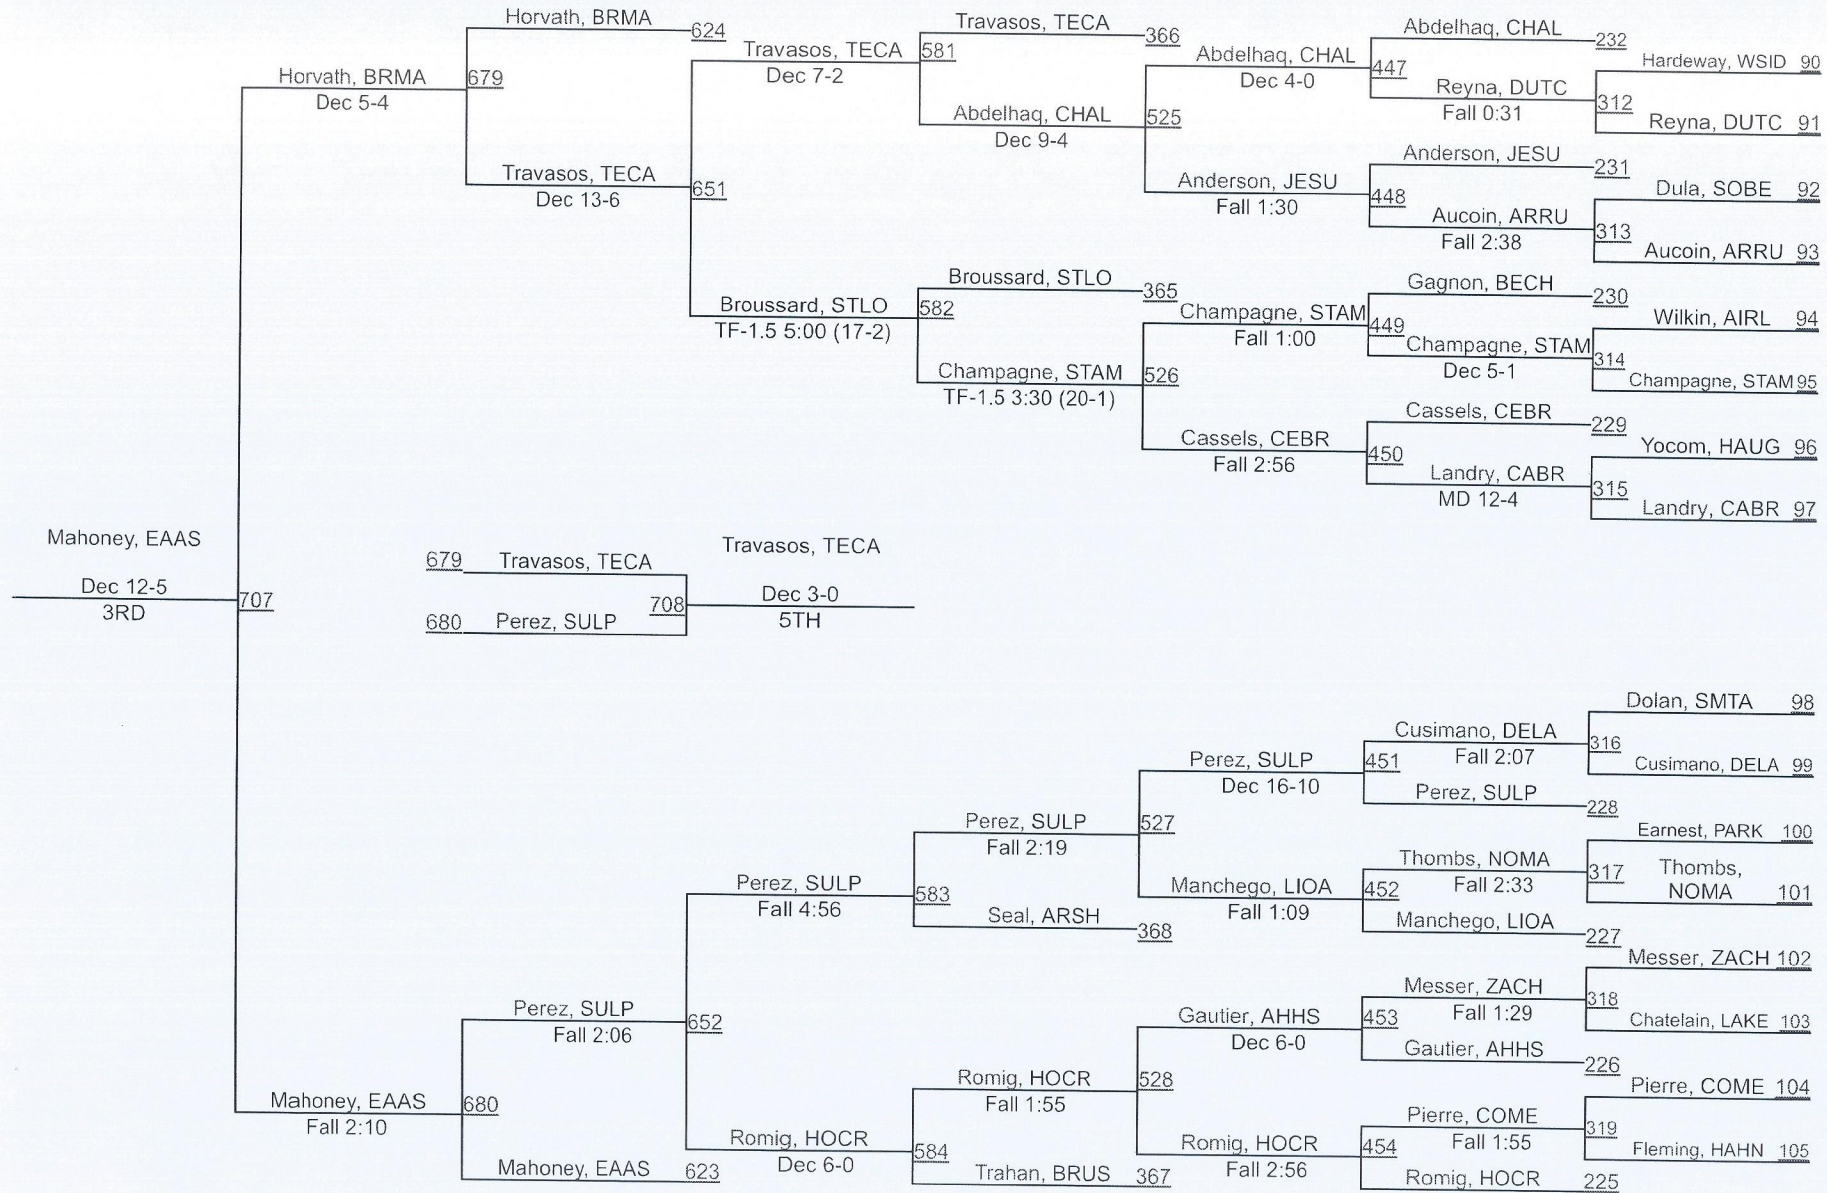 Horvath, BRMA
624
Travasos, TECA
366
Abdelhaq, CHAL
232
Hardeway, WSID 90
Travasos, TECA
581
Dec 7-2
Abdelhaq, CHAL
447
Dec 4-0
Horvath, BRMA
679
Dec 5-4
Reyna, DUTC
312
Fall 0:31
Abdelhaq, CHAL
525
Dec 9-4
Reyna, DUTC 91
Anderson, JESU
231
Travasos, TECA
651
Dec 13-6
Anderson, JESU
448
Fall 1:30
Dula, SOBE 92
Aucoin, ARRU
313
Fall 2:38
Aucoin, ARRU 93
Broussard, STLO
365
Gagnon, BECH
230
Broussard, STLO
582
TF-1.5 5:00 (17-2)
Champagne, STAM
449
Fall 1:00
Wilkin, AIRL 94
Champagne, STAM
314
Dec 5-1
Champagne, STAM
526
TF-1.5 3:30 (20-1)
Champagne, STAM 95
Cassels, CEBR
229
Cassels, CEBR
450
Fall 2:56
Yocom, HAUG 96
Landry, CABR
315
MD 12-4
Landry, CABR 97
Mahoney, EAAS
Dec 12-5
707
3RD
679 Travasos, TECA
Travasos, TECA
708
Dec 3-0
680 Perez, SULP
5TH
Dolan, SMTA 98
Cusimano, DELA
316
Fall 2:07
Perez, SULP
451
Dec 16-10
Cusimano, DELA 99
Perez, SULP
228
Perez, SULP
527
Fall 2:19
Earnest, PARK 100
Thombs, NOMA
317
Fall 2:33
Thombs,
NOMA 101
Perez, SULP
583
Fall 4:56
Manchego, LIOA
452
Fall 1:09
Seal, ARSH
368
Manchego, LIOA
227
Messer, ZACH 102
Messer, ZACH
318
Fall 1:29
Perez, SULP
652
Fall 2:06
Gautier, AHHS
453
Dec 6-0
Chatelain, LAKE 103
Gautier, AHHS
226
Romig, HOCR
528
Fall 1:55
Pierre, COME 104
Mahoney, EAAS
680
Fall 2:10
Pierre, COME
319
Fall 1:55
Romig, HOCR
584
Dec 6-0
Romig, HOCR
454
Fall 2:56
Fleming, HAHN 105
Mahoney, EAAS
623
Trahan, BRUS
367
Romig, HOCR
225